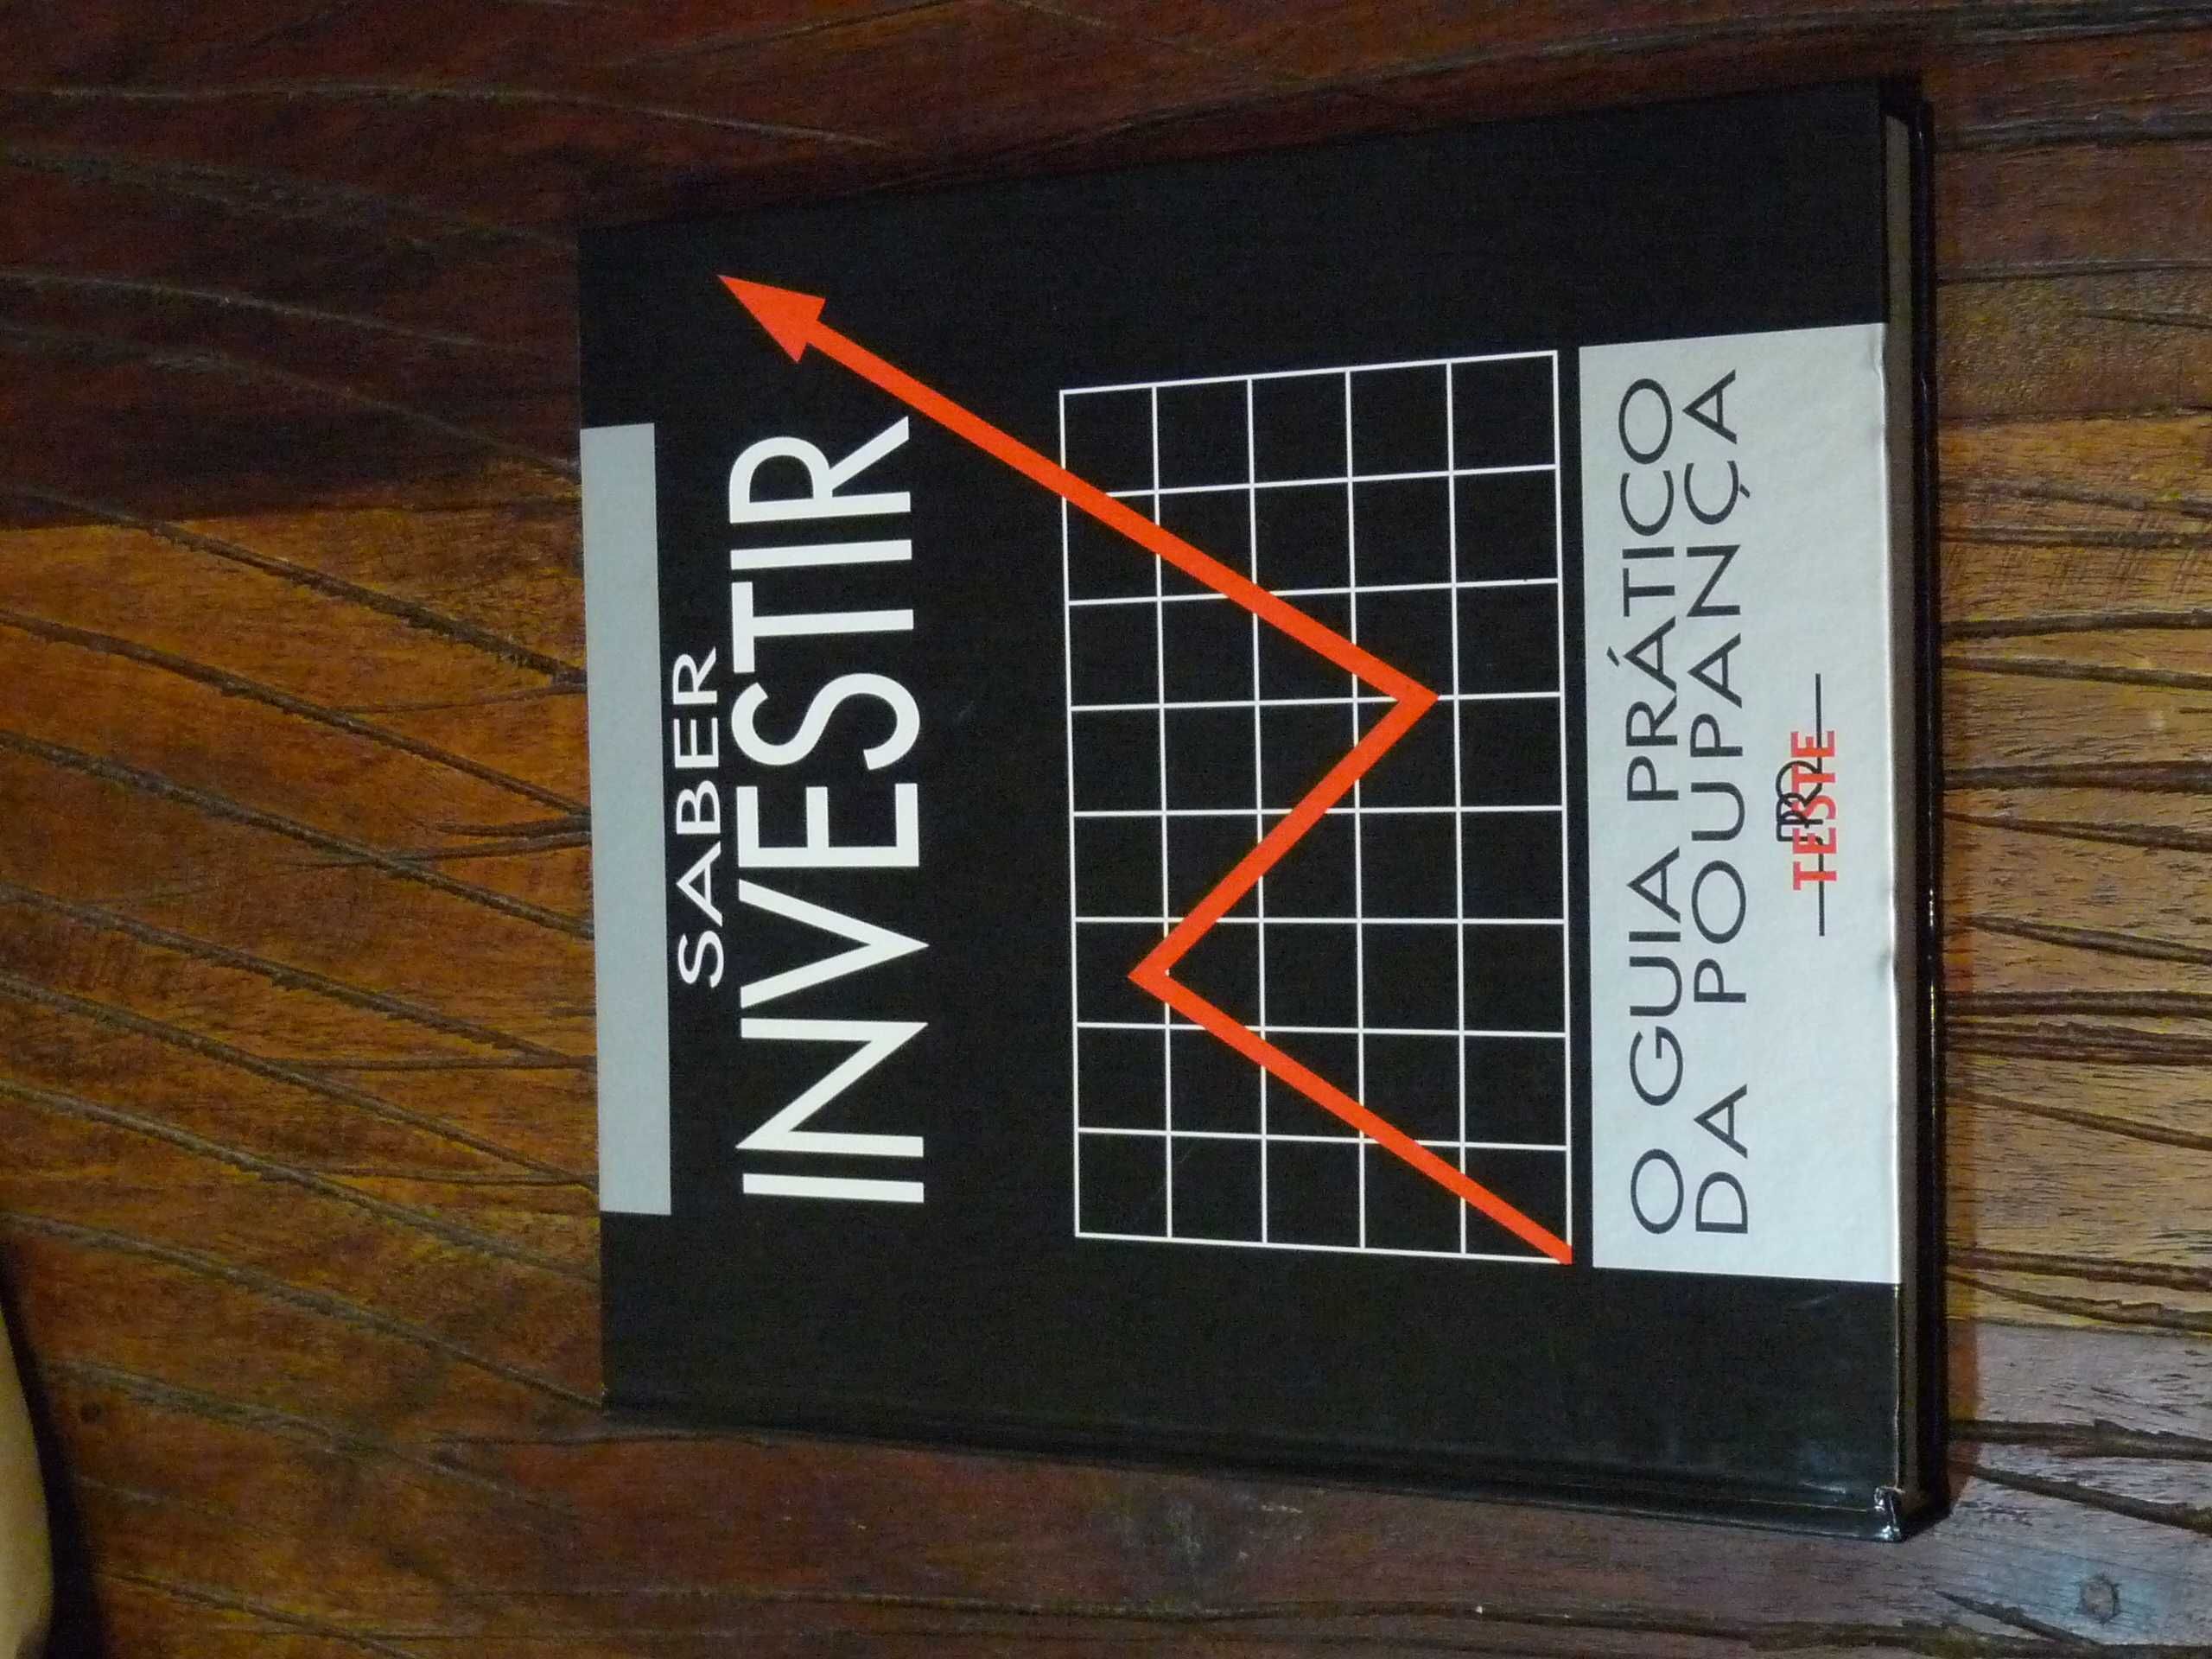 SABER
INVESTIR
O GUIA PRÁTICO
DA POUPANÇA
PRO
TESTE